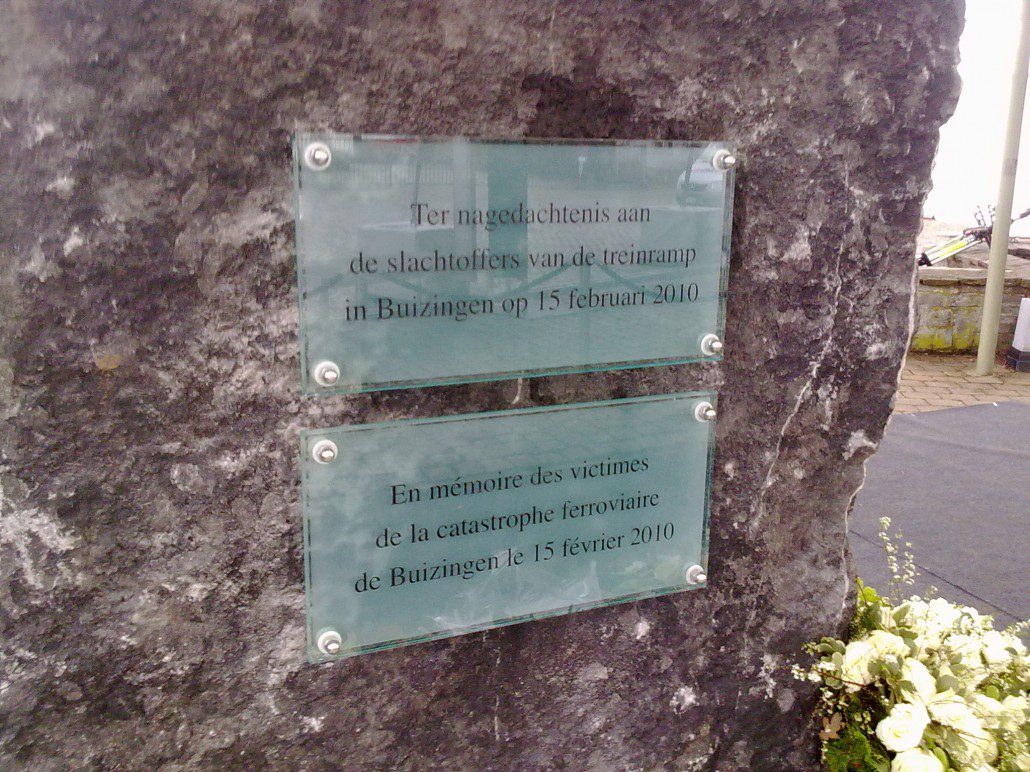 Ter nagedachtenis aan
de slachtoffers van de treinramp
in Buizingen op 15 februari 2010
En mémoire des victimes
de la catastrophe ferroviaire
de Buizingen le 15 février 2010